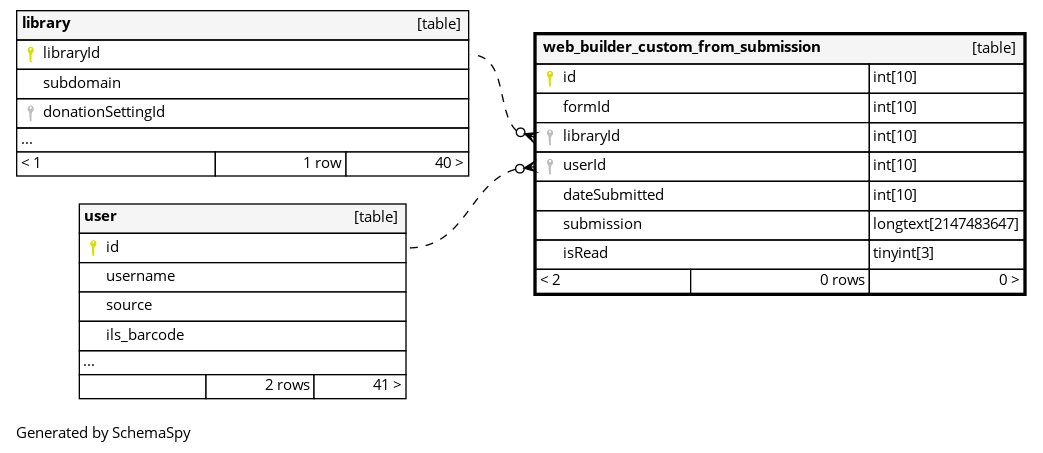 library [table]
libraryId
subdomain
donationSettingId
...
< 1 1 row 40 >
user [table]
id
username
source
ils_barcode
...
2 rows 41 >
web_builder_custom_from_submission [table]
id int[10]
formId int[10]
libraryId int[10]
userId int[10]
dateSubmitted int[10]
submission longtext[2147483647]
isRead tinyint[3]
< 2 0 rows 0 >
Generated by SchemaSpy